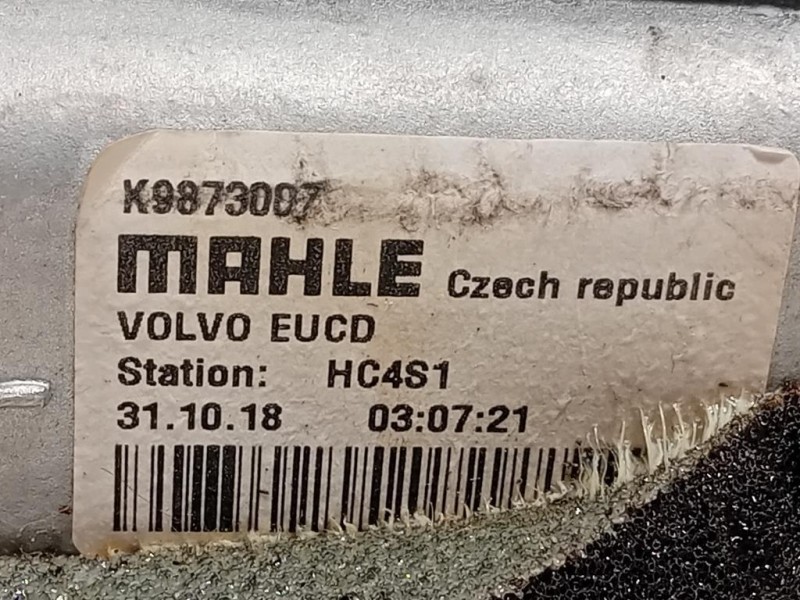 K9873007
MAHLE Czech republic
VOLVO EUCD
Station: HC4S1
31.10.18 03:07:21